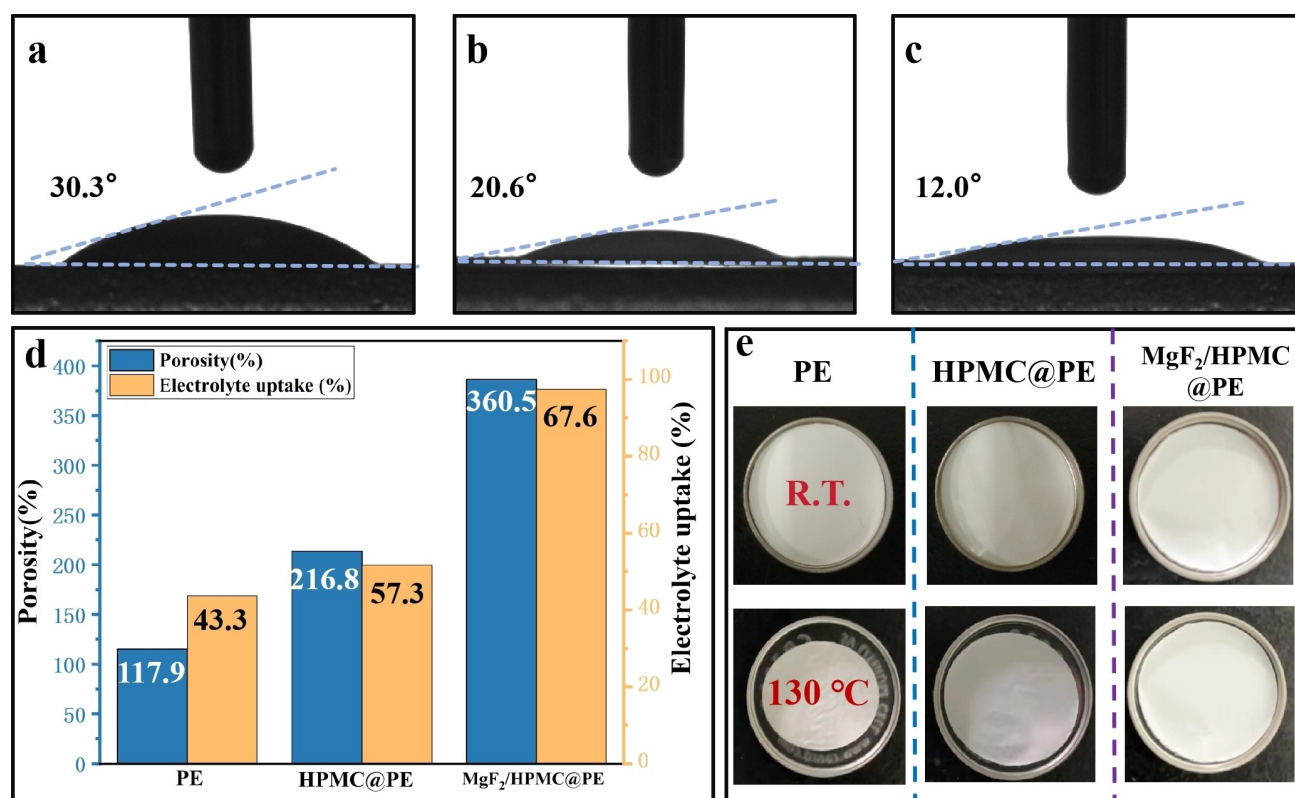 a
30.3°
b
20.6°
c
12.0°
d
Porosity(%)
Electrolyte uptake (%)
Porosity(%)
400
350
300
250
200
150
100
50
0
117.9
43.3
216.8
57.3
360.5
67.6
PE
HPMC@PE
MgF₂/HPMC@PE
100
80
60
40
20
0
Electrolyte uptake (%)
e
PE
HPMC@PE
MgF₂/HPMC
@PE
R.T.
130 °C